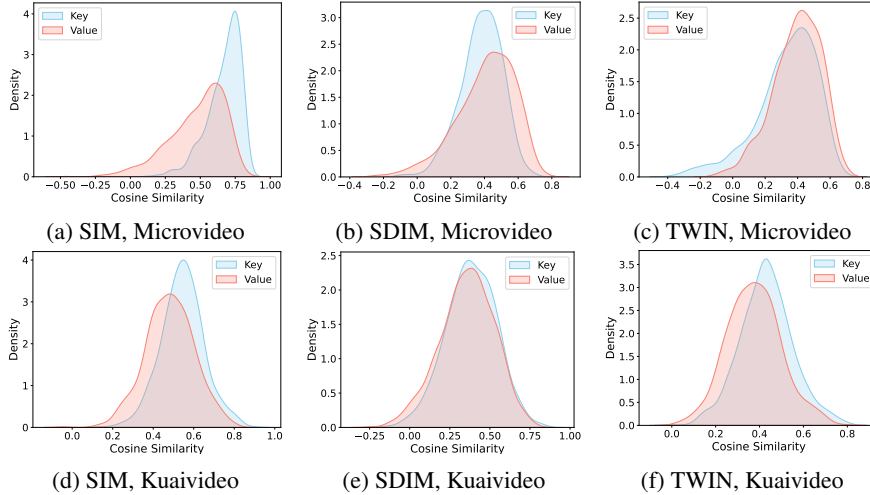 Key
Value
Density
4
3
2
1
0
−0.50
−0.25
0.00
0.25
0.50
0.75
1.00
Cosine Similarity
(a) SIM, Microvideo
Key
Value
Density
3.0
2.5
2.0
1.5
1.0
0.5
0.0
−0.4
−0.2
0.0
0.2
0.4
0.6
0.8
Cosine Similarity
(b) SDIM, Microvideo
Key
Value
Density
2.5
2.0
1.5
1.0
0.5
0.0
−0.4
−0.2
0.0
0.2
0.4
0.6
0.8
Cosine Similarity
(c) TWIN, Microvideo
Key
Value
Density
4
3
2
1
0
0.0
0.2
0.4
0.6
0.8
1.0
Cosine Similarity
(d) SIM, Kuaivideo
Key
Value
Density
2.5
2.0
1.5
1.0
0.5
0.0
−0.25
0.00
0.25
0.50
0.75
1.00
Cosine Similarity
(e) SDIM, Kuaivideo
Key
Value
Density
3.5
3.0
2.5
2.0
1.5
1.0
0.5
0.0
0.0
0.2
0.4
0.6
0.8
Cosine Similarity
(f) TWIN, Kuaivideo